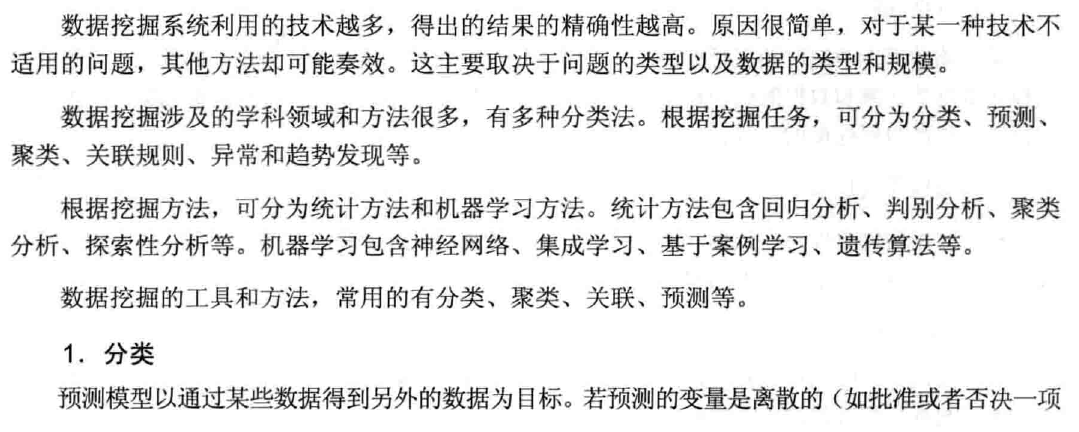 数据挖掘系统利用的技术越多，得出的结果的精确性越高。原因很简单，对于某一种技术不
适用的问题，其他方法却可能奏效。这主要取决于问题的类型以及数据的类型和规模。
数据挖掘涉及的学科领域和方法很多，有多种分类法。根据挖掘任务，可分为分类、预测、
聚类、关联规则、异常和趋势发现等。
根据挖掘方法，可分为统计方法和机器学习方法。统计方法包含回归分析、判别分析、聚类
分析、探索性分析等。机器学习包含神经网络、集成学习、基于案例学习、遗传算法等。
数据挖掘的工具和方法，常用的有分类、聚类、关联、预测等。
1．分类
预测模型以通过某些数据得到另外的数据为目标。若预测的变量是离散的（如批准或者否决一项